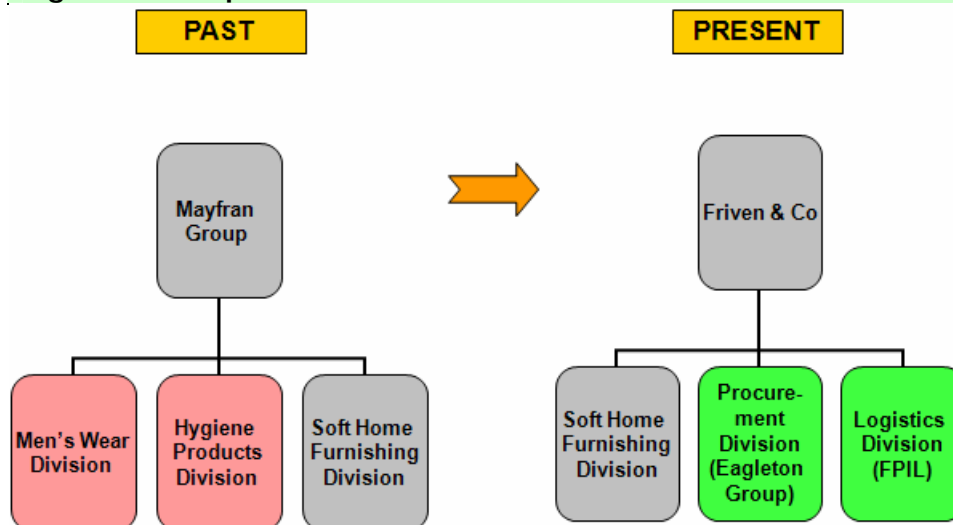 PAST
PRESENT
Mayfran
Group
Friven & Co
Men's Wear
Division
Hygiene
Products
Division
Soft Home
Furnishing
Division
Soft Home
Furnishing
Division
Procure-
ment
Division
(Eagleton
Group)
Logistics
Division
(FPIL)